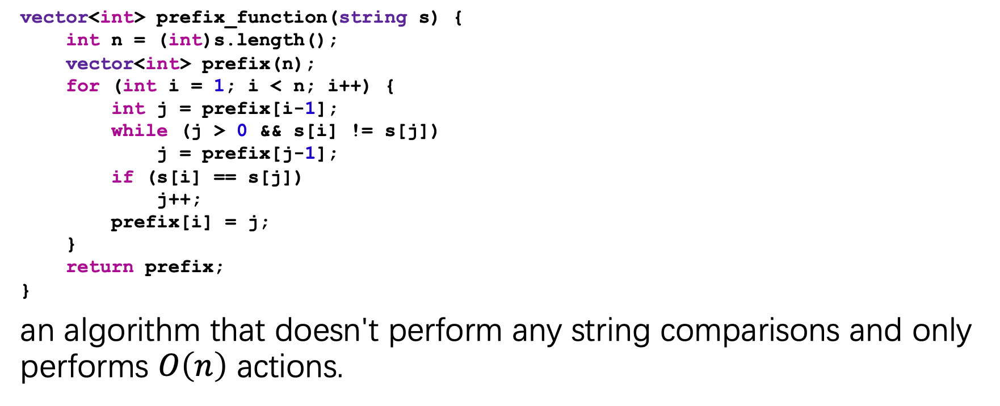 vector<int> prefix_function(string s) {
    int n = (int)s.length();
    vector<int> prefix(n);
    for (int i = 1; i < n; i++) {
        int j = prefix[i-1];
        while (j > 0 && s[i] != s[j])
            j = prefix[j-1];
        if (s[i] == s[j])
            j++;
        prefix[i] = j;
    }
    return prefix;
}
an algorithm that doesn't perform any string comparisons and only
performs O(n) actions.